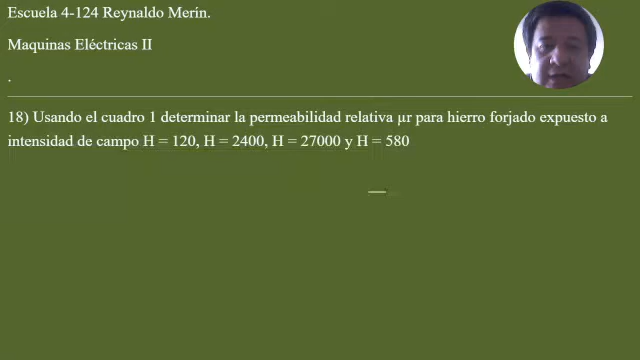 Escuela 4-124 Reynaldo Merín.
Maquinas Eléctricas II
.
18) Usando el cuadro 1 determinar la permeabilidad relativa µr para hierro forjado expuesto a
intensidad de campo H = 120, H = 2400, H = 27000 y H = 580